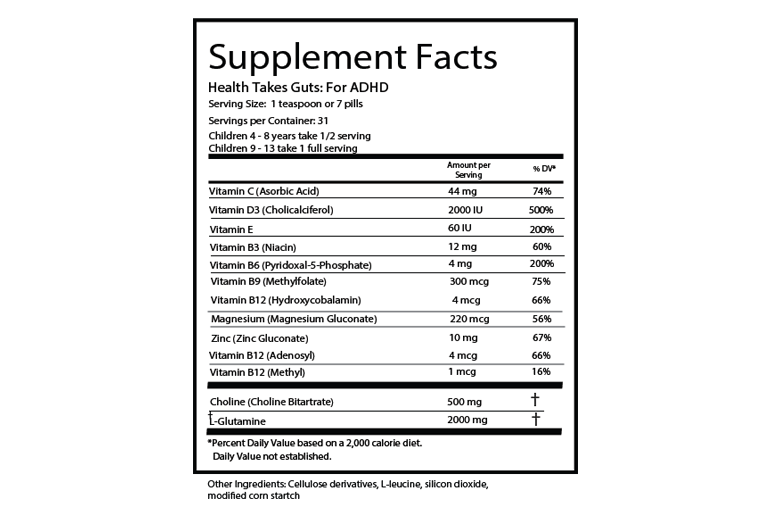 Supplement Facts
Health Takes Guts: For ADHD
Serving Size: 1 teaspoon or 7 pills
Servings per Container: 31
Children 4 - 8 years take 1/2 serving
Children 9 - 13 take 1 full serving
Amount per
Serving % DV*
Vitamin C (Asorbic Acid) 44 mg 74%
Vitamin D3 (Cholicalciferol) 2000 IU 500%
Vitamin E 60 IU 200%
Vitamin B3 (Niacin) 12 mg 60%
Vitamin B6 (Pyridoxal-5-Phosphate) 4 mg 200%
Vitamin B9 (Methylfolate) 300 mcg 75%
Vitamin B12 (Hydroxycobalamin) 4 mcg 66%
Magnesium (Magnesium Gluconate) 220 mcg 56%
Zinc (Zinc Gluconate) 10 mg 67%
Vitamin B12 (Adenosyl) 4 mcg 66%
Vitamin B12 (Methyl) 1 mcg 16%
Choline (Choline Bitartrate) 500 mg †
†L-Glutamine 2000 mg †
*Percent Daily Value based on a 2,000 calorie diet.
Daily Value not established.
Other Ingredients: Cellulose derivatives, L-leucine, silicon dioxide,
modified corn startch